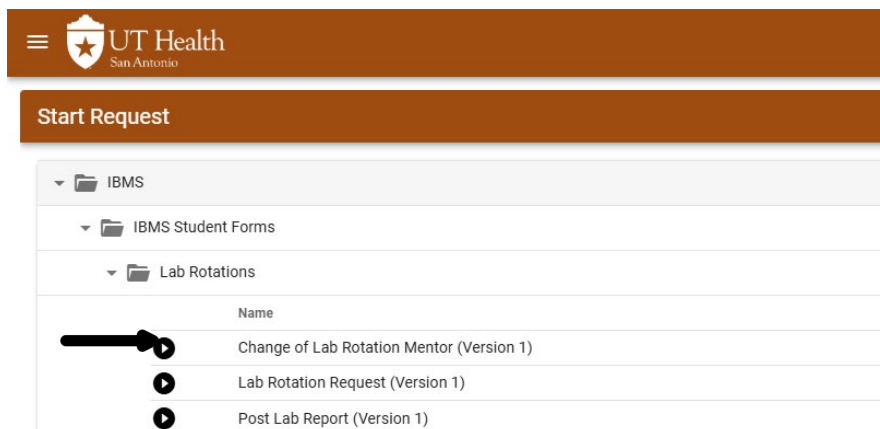 UT Health
San Antonio
Start Request
IBMS
IBMS Student Forms
Lab Rotations
Name
Change of Lab Rotation Mentor (Version 1)
Lab Rotation Request (Version 1)
Post Lab Report (Version 1)